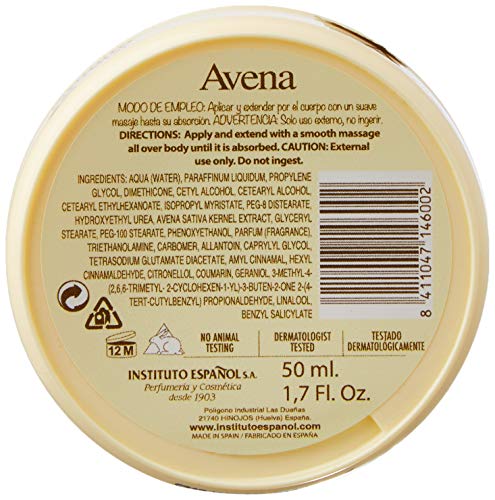 Avena
MODO DE EMPLEO: Aplicar y extender por el cuerpo con un suave
masaje hasta su absorción. ADVERTENCIA: Solo uso externo, no ingerir.
DIRECTIONS: Apply and extend with a smooth massage
all over body until it is absorbed. CAUTION: External
use only. Do not ingest.
INGREDIENTS: AQUA (WATER), PARAFFINUM LIQUIDUM, PROPYLENE
GLYCOL, DIMETHICONE, CETYL ALCOHOL, CETEARYL ALCOHOL,
CETEARYL ETHYLHEXANOATE, ISOPROPYL MYRISTATE, PEG-8 DISTEARATE,
HYDROXYETHYL UREA, AVENA SATIVA KERNEL EXTRACT, GLYCERYL
STEARATE, PEG-100 STEARATE, PHENOXYETHANOL, PARFUM (FRAGRANCE),
TRIETHANOLAMINE, CARBOMER, ALLANTOIN, CAPRYLYL GLYCOL,
TETRASODIUM GLUTAMATE DIACETATE, AMYL CINNAMAL, HEXYL
CINNAMALDEHYDE, CITRONELLOL, COUMARIN, GERANIOL 3-METHYL-4-
(2,6,6-TRIMETYL-2-CYCLOHEXEN-1-YL)-3-BUTEN-2-ONE 2-(4-
TERT-CUTYLBENZYL) PROPIONALDEHYDE, LINALOOL,
BENZYL SALICYLATE
8 411047 146002
12 M
NO ANIMAL
TESTING
DERMATOLOGIST
TESTED
TESTADO
DERMATOLÓGICAMENTE
INSTITUTO ESPAÑOL S.A.
Perfumería y Cosmética
desde 1903
50 ml.
1,7 Fl. Oz.
Polígono Industrial Las Dueñas
21740 HINOJOS (Huelva) España.
www.institutoespanol.com
MADE IN SPAIN / FABRICADO EN ESPAÑA